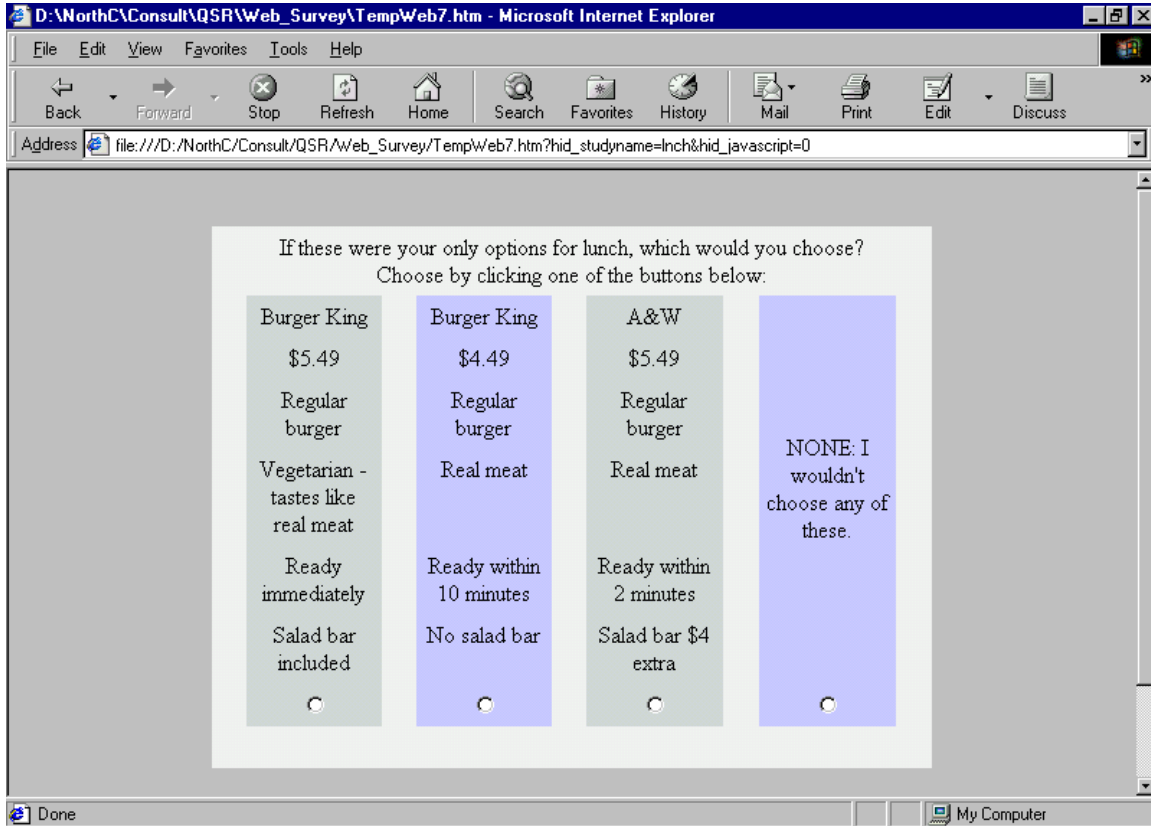 D:\NorthC\Consult\QSR\Web_Survey\TempWeb7.htm - Microsoft Internet Explorer
File Edit View Favorites Tools Help
Back Forward Stop Refresh Home Search Favorites History Mail Print Edit Discuss »
Address file:///D:/NorthC/Consult/QSR/Web_Survey/TempWeb7.htm?hid_studyname=lnch&hid_javascript=0
If these were your only options for lunch, which would you choose?
Choose by clicking one of the buttons below:
Burger King
$5.49
Regular
burger
Vegetarian -
tastes like
real meat
Ready
immediately
Salad bar
included
Burger King
$4.49
Regular
burger
Real meat
Ready within
10 minutes
No salad bar
A&W
$5.49
Regular
burger
Real meat
Ready within
2 minutes
Salad bar $4
extra
NONE: I
wouldn't
choose any of
these.
Done
My Computer